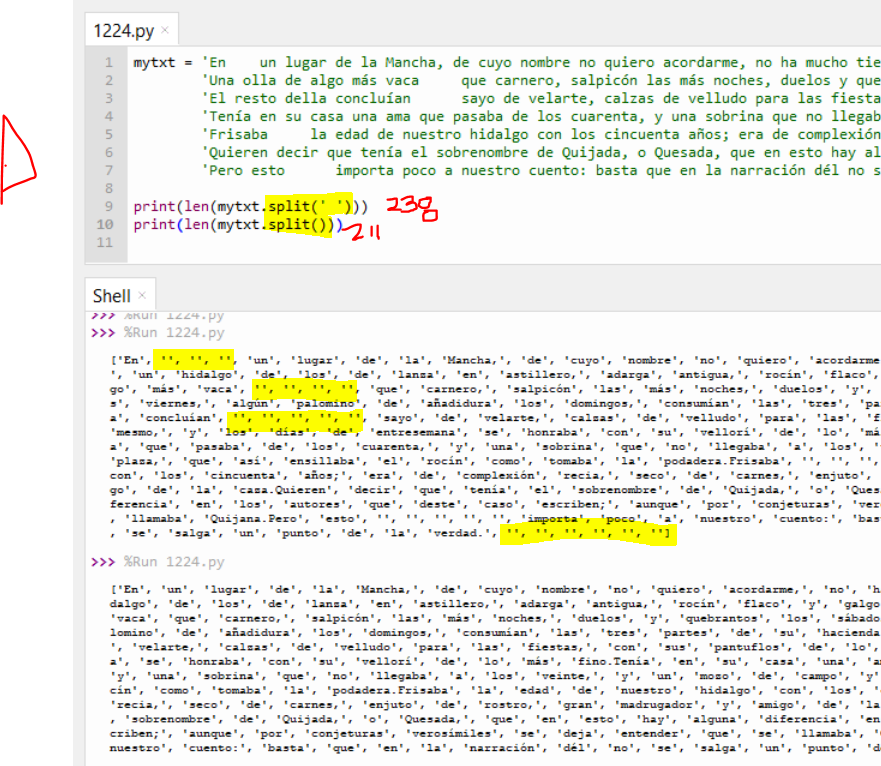 1224.py ×
1 mytxt = 'En    un lugar de la Mancha, de cuyo nombre no quiero acordarme, no ha mucho tie
2 'Una olla de algo más vaca     que carnero, salpicón las más noches, duelos y que
3 'El resto della concluían      sayo de velarte, calzas de velludo para las fiesta
4 'Tenía en su casa una ama que pasaba de los cuarenta, y una sobrina que no llegab
5 'Frisaba    la edad de nuestro hidalgo con los cincuenta años; era de complexión
6 'Quieren decir que tenía el sobrenombre de Quijada, o Quesada, que en esto hay al
7 'Pero esto      importa poco a nuestro cuento: basta que en la narración dél no s
8
9 print(len(mytxt.split(' '))) 238
10 print(len(mytxt.split())) 211
11
Shell ×
>>> %Run 1224.py
>>> %Run 1224.py
['En', '', '', '', 'un', 'lugar', 'de', 'la', 'Mancha,', 'de', 'cuyo', 'nombre', 'no', 'quiero', 'acordarme
', 'un', 'hidalgo', 'de', 'los', 'de', 'lanza', 'en', 'astillero,', 'adarga', 'antigua,', 'rocín', 'flaco',
go', 'más', 'vaca', '', '', '', '', 'que', 'carnero,', 'salpicón', 'las', 'más', 'noches,', 'duelos', 'y',
s', 'viernes,', 'algún', 'palomino', 'de', 'añadidura', 'los', 'domingos,', 'consumían', 'las', 'tres', 'pa
a', 'concluían', '', '', '', '', '', 'sayo', 'de', 'velarte,', 'calzas', 'de', 'velludo', 'para', 'las', 'f
'mesmo,', 'y', 'los', 'días', 'de', 'entresemana', 'se', 'honraba', 'con', 'su', 'vellorí', 'de', 'lo', 'má
a', 'que', 'pasaba', 'de', 'los', 'cuarenta,', 'y', 'una', 'sobrina', 'que', 'no', 'llegaba', 'a', 'los', '
'plaza,', 'que', 'así', 'ensillaba', 'el', 'rocín', 'como', 'tomaba', 'la', 'podadera.Frisaba', '', '', '',
con', 'los', 'cincuenta', 'años;', 'era', 'de', 'complexión', 'recia,', 'seco', 'de', 'carnes,', 'enjuto',
go', 'de', 'la', 'caza.Quieren', 'decir', 'que', 'tenía', 'el', 'sobrenombre', 'de', 'Quijada,', 'o', 'Ques
ferencia', 'en', 'los', 'autores', 'que', 'deste', 'caso', 'escriben;', 'aunque', 'por', 'conjeturas', 'ver
, 'llamaba', 'Quijana.Pero', 'esto', '', '', '', '', '', 'importa', 'poco', 'a', 'nuestro', 'cuento:', 'bas
, 'se', 'salga', 'un', 'punto', 'de', 'la', 'verdad.', '', '', '', '', '', '']
>>> %Run 1224.py
['En', 'un', 'lugar', 'de', 'la', 'Mancha,', 'de', 'cuyo', 'nombre', 'no', 'quiero', 'acordarme,', 'no', 'h
dalgo', 'de', 'los', 'de', 'lanza', 'en', 'astillero,', 'adarga', 'antigua,', 'rocín', 'flaco', 'y', 'galgo
'vaca', 'que', 'carnero,', 'salpicón', 'las', 'más', 'noches,', 'duelos', 'y', 'quebrantos', 'los', 'sábado
lomino', 'de', 'añadidura', 'los', 'domingos,', 'consumían', 'las', 'tres', 'partes', 'de', 'su', 'hacienda
', 'velarte,', 'calzas', 'de', 'velludo', 'para', 'las', 'fiestas,', 'con', 'sus', 'pantuflos', 'de', 'lo',
a', 'se', 'honraba', 'con', 'su', 'vellorí', 'de', 'lo', 'más', 'fino.Tenía', 'en', 'su', 'casa', 'una', 'a
'y', 'una', 'sobrina', 'que', 'no', 'llegaba', 'a', 'los', 'veinte,', 'y', 'un', 'mozo', 'de', 'campo', 'y'
cín', 'como', 'tomaba', 'la', 'podadera.Frisaba', 'la', 'edad', 'de', 'nuestro', 'hidalgo', 'con', 'los', '
'recia,', 'seco', 'de', 'carnes,', 'enjuto', 'de', 'rostro,', 'gran', 'madrugador', 'y', 'amigo', 'de', 'la
, 'sobrenombre', 'de', 'Quijada,', 'o', 'Quesada,', 'que', 'en', 'esto', 'hay', 'alguna', 'diferencia', 'en
criben;', 'aunque', 'por', 'conjeturas', 'verosímiles', 'se', 'deja', 'entender', 'que', 'se', 'llamaba', '
nuestro', 'cuento:', 'basta', 'que', 'en', 'la', 'narración', 'dél', 'no', 'se', 'salga', 'un', 'punto', 'd